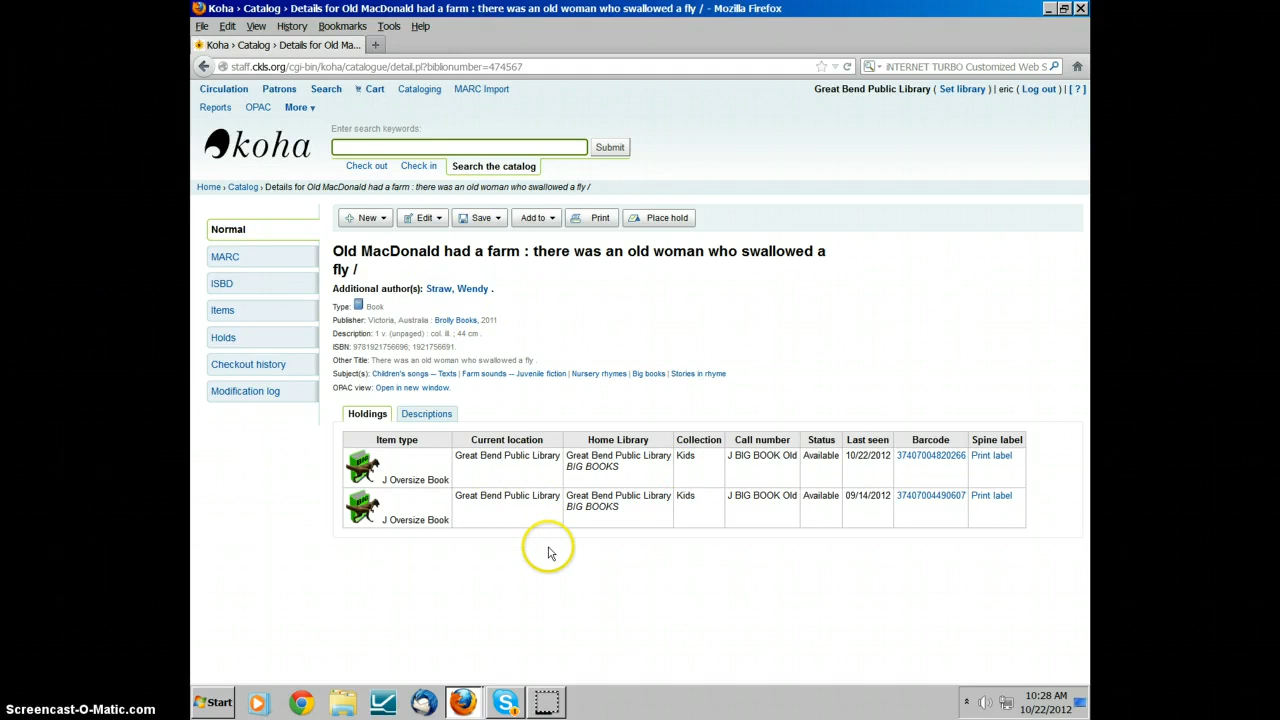 Koha › Catalog › Details for Old MacDonald had a farm : there was an old woman who swallowed a fly / - Mozilla Firefox
File Edit View History Bookmarks Tools Help
Koha › Catalog › Details for Old Ma...
staff.ckls.org/cgi-bin/koha/catalogue/detail.pl?biblionumber=474567
iNTERNET TURBO Customized Web S
Circulation Patrons Search Cart Cataloging MARC Import
Great Bend Public Library ( Set library ) | eric ( Log out ) | [ ? ]
Reports OPAC More
koha
Enter search keywords:
Submit
Check out Check in Search the catalog
Home › Catalog › Details for Old MacDonald had a farm : there was an old woman who swallowed a fly /
Normal
MARC
ISBD
Items
Holds
Checkout history
Modification log
New Edit Save Add to Print Place hold
Old MacDonald had a farm : there was an old woman who swallowed a
fly /
Additional author(s): Straw, Wendy .
Type: Book
Publisher: Victoria, Australia : Brolly Books, 2011
Description: 1 v. (unpaged) : col. ill. ; 44 cm .
ISBN: 9781921756696; 1921756691.
Other Title: There was an old woman who swallowed a fly .
Subject(s): Children's songs -- Texts | Farm sounds -- Juvenile fiction | Nursery rhymes | Big books | Stories in rhyme
OPAC view: Open in new window.
Holdings Descriptions
Item type Current location Home Library Collection Call number Status Last seen Barcode Spine label
J Oversize Book Great Bend Public Library Great Bend Public Library BIG BOOKS Kids J BIG BOOK Old Available 10/22/2012 37407004820266 Print label
J Oversize Book Great Bend Public Library Great Bend Public Library BIG BOOKS Kids J BIG BOOK Old Available 09/14/2012 37407004490607 Print label
Start
10:28 AM
10/22/2012
Screencast-O-Matic.com